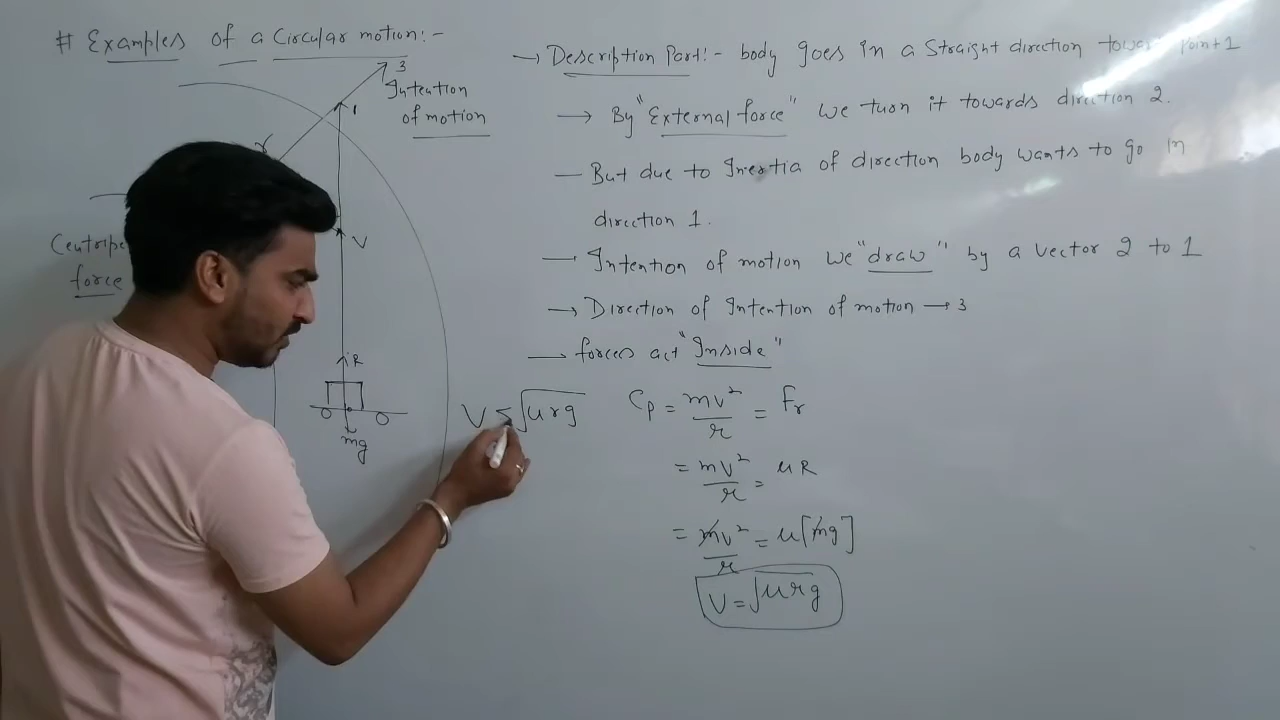 # Examples of a Circular motion:-
3
Intention
of motion
1
V
force
R
mg
→ Description Part:- body goes in a Straight direction point 1
→ By "External force" we turn it towards direction 2.
— But due to Inertia of direction body wants to go in
direction 1.
— Intention of motion we "draw" by a vector 2 to 1
→ Direction of Intention of motion → 3
→ forces act "Inside"
V ≤ √urg
Cp = mv²/r = Fr
= mv²/r = uR
= mv²/r = u[mg]
V = √urg